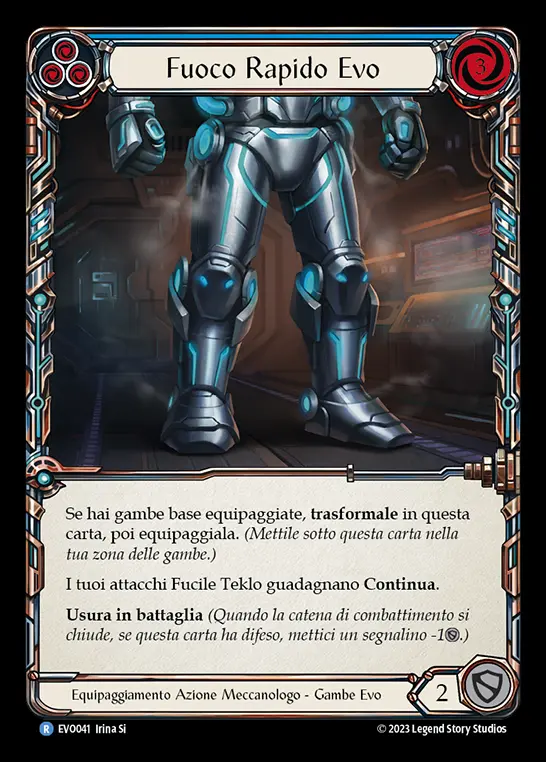 Fuoco Rapido Evo
3
Se hai gambe base equipaggiate, trasformale in questa
carta, poi equipaggiala. (Mettile sotto questa carta nella
tua zona delle gambe.)
I tuoi attacchi Fucile Teklo guadagnano Continua.
Usura in battaglia (Quando la catena di combattimento si
chiude, se questa carta ha difeso, mettici un segnalino -1.)
Equipaggiamento Azione Meccanologo - Gambe Evo
2
R EVO041 Irina Si
© 2023 Legend Story Studios